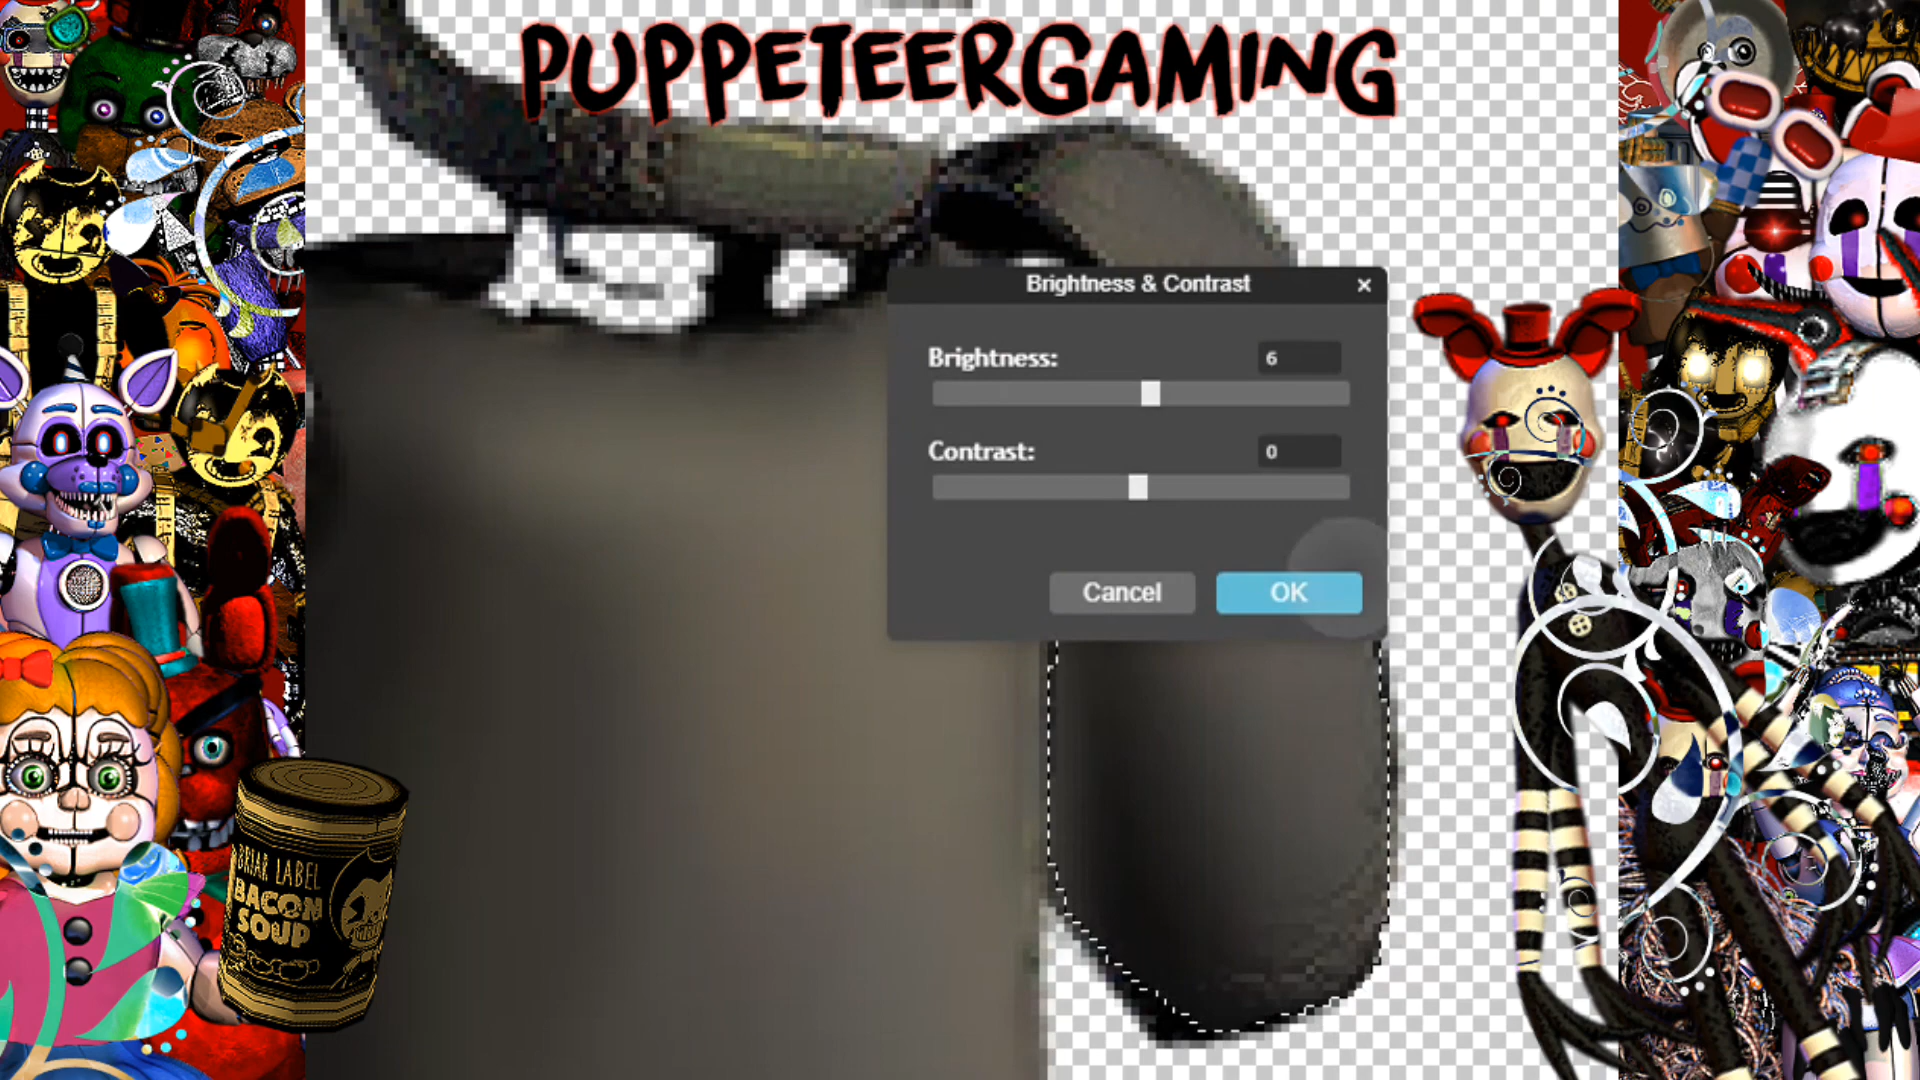 PUPPETEERGAMING
Brightness & Contrast
Brightness: 6
Contrast: 0
Cancel OK
BRIAR LABEL
BACON
SOUP